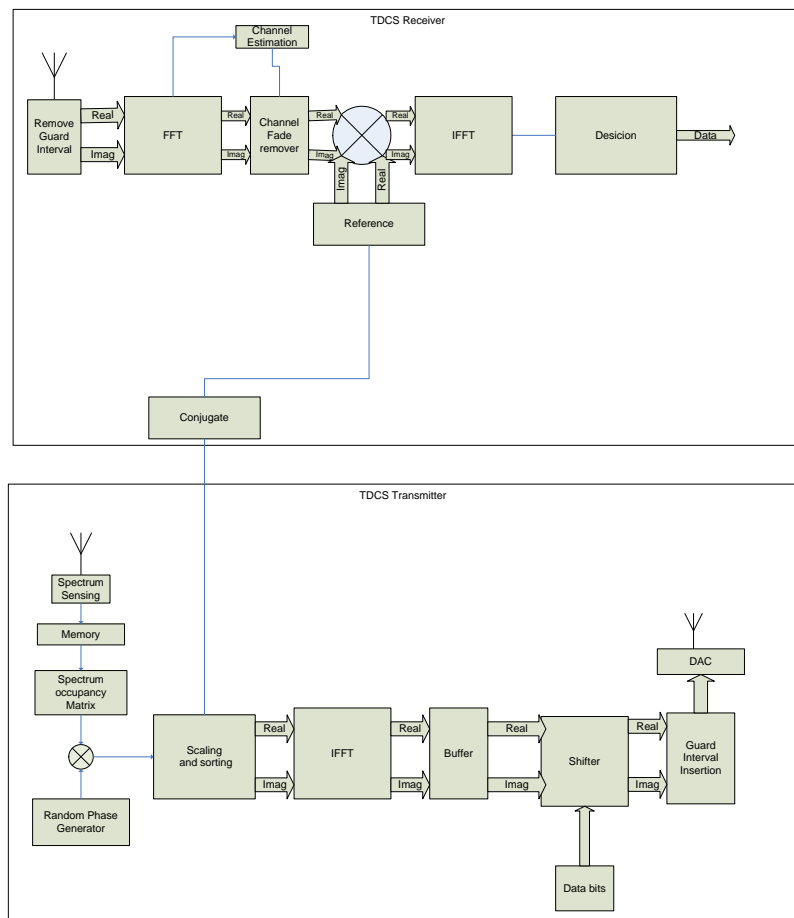 TDCS Receiver
Channel
Estimation
Remove
Guard
Interval
Real
Imag
FFT
Real
Imag
Channel
Fade
remover
Real
Imag
Real
Imag
IFFT
Desicion
Data
Imag
Real
Reference
Conjugate
TDCS Transmitter
Spectrum
Sensing
Memory
Spectrum
occupancy
Matrix
Random Phase
Generator
Scaling
and sorting
Real
Imag
IFFT
Real
Imag
Buffer
Real
Imag
Shifter
Real
Imag
Guard
Interval
Insertion
DAC
Data bits